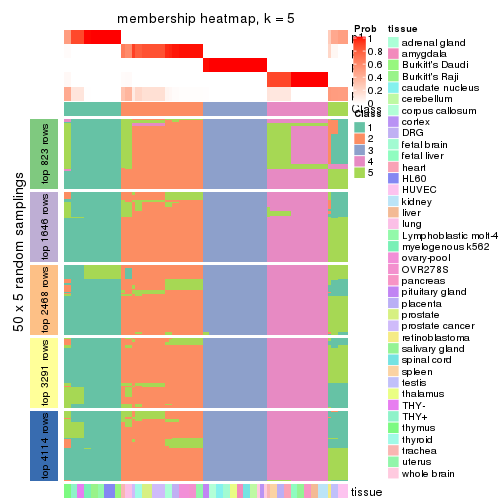 membership heatmap, k = 5
50 x 5 random samplings
top 823 rows
top 1646 rows
top 2468 rows
top 3291 rows
top 4114 rows
Prob
1
0.8
0.6
0.4
0.2
0
Class
1
2
3
4
5
tissue
adrenal gland
amygdala
Burkitt's Daudi
Burkitt's Raji
caudate nucleus
cerebellum
corpus callosum
cortex
DRG
fetal brain
fetal liver
heart
HL60
HUVEC
kidney
liver
lung
Lymphoblastic molt-4
myelogenous k562
ovary-pool
OVR278S
pancreas
pituitary gland
placenta
prostate
prostate cancer
retinoblastoma
salivary gland
spinal cord
spleen
testis
thalamus
THY-
THY+
thymus
thyroid
trachea
uterus
whole brain
tissue